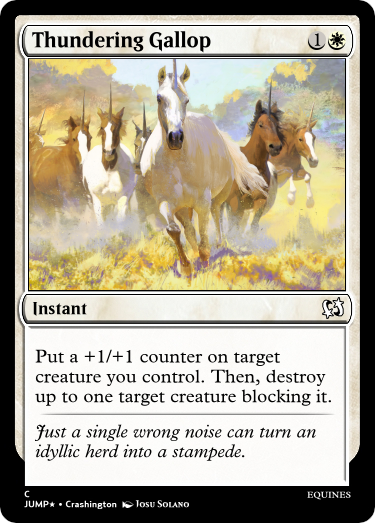 Thundering Gallop 1
Instant
Put a +1/+1 counter on target
creature you control. Then, destroy
up to one target creature blocking it.
Just a single wrong noise can turn an
idyllic herd into a stampede.
C
JUMP★ • Crashington Josu Solano
EQUINES